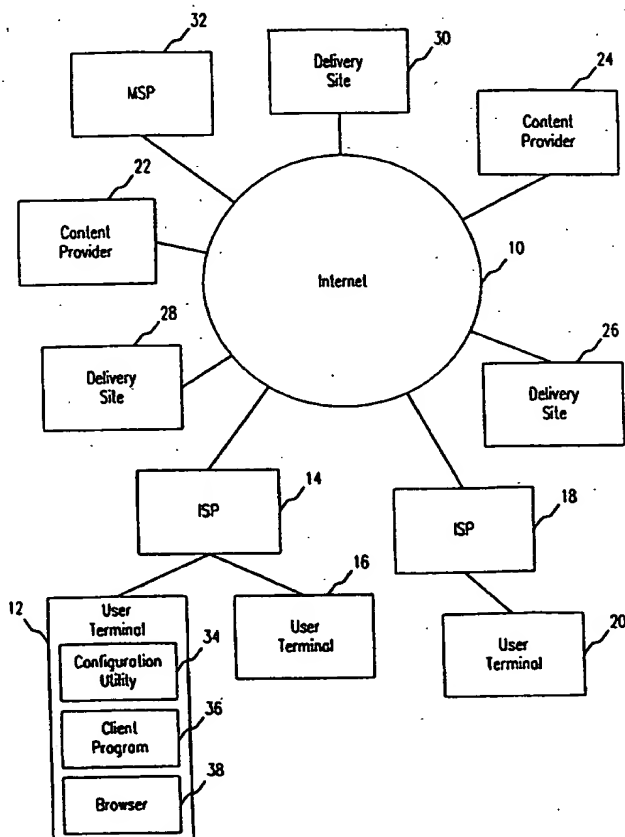 32
MSP
Delivery
Site
30
24
Content
Provider
22
Content
Provider
10
Internet
28
Delivery
Site
26
Delivery
Site
14
ISP
18
ISP
12
User
Terminal
34
Configuration
Utility
36
Client
Program
38
Browser
16
User
Terminal
20
User
Terminal